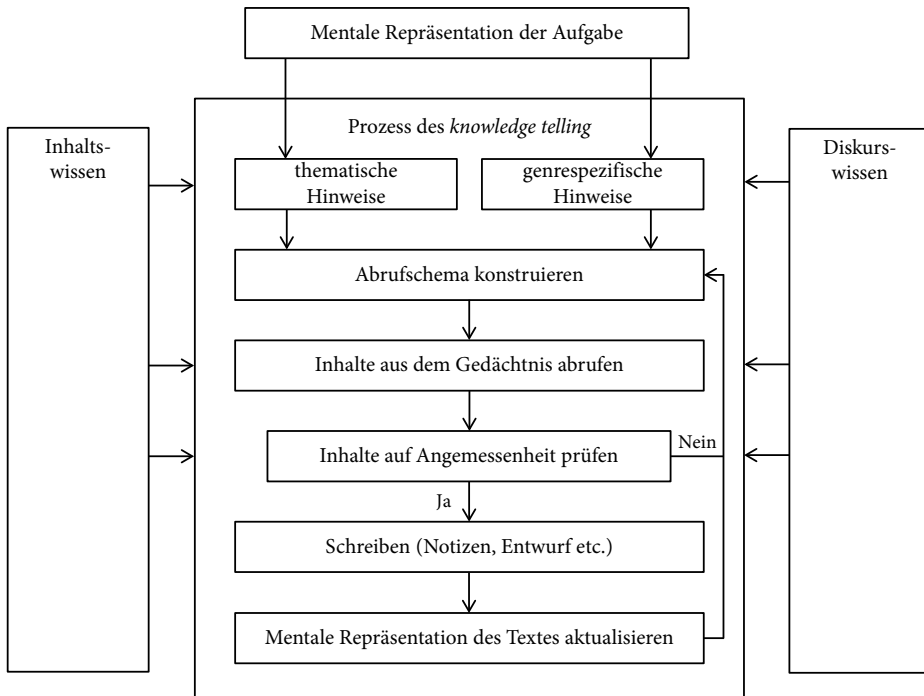 Mentale Repräsentation der Aufgabe
Prozess des knowledge telling
Inhalts-
wissen
Diskurs-
wissen
thematische
Hinweise
genrespezifische
Hinweise
Abrufschema konstruieren
Inhalte aus dem Gedächtnis abrufen
Nein
Inhalte auf Angemessenheit prüfen
Ja
Schreiben (Notizen, Entwurf etc.)
Mentale Repräsentation des Textes aktualisieren